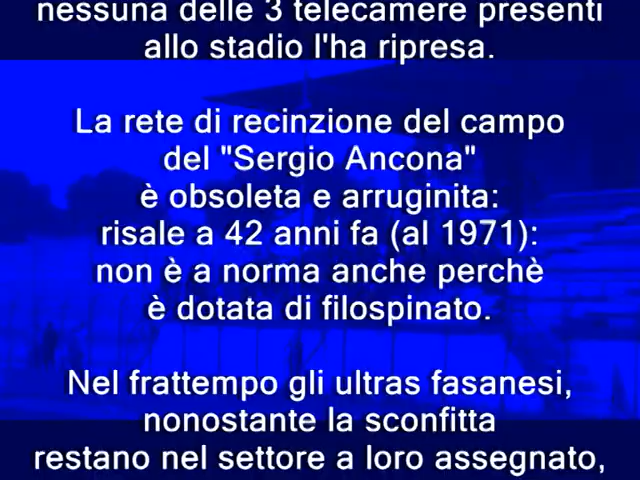 nessuna delle 3 telecamere presenti
allo stadio l'ha ripresa.
La rete di recinzione del campo
del "Sergio Ancona"
è obsoleta e arruginita:
risale a 42 anni fa (al 1971):
non è a norma anche perchè
è dotata di filospinato.
Nel frattempo gli ultras fasanesi,
nonostante la sconfitta
restano nel settore a loro assegnato,